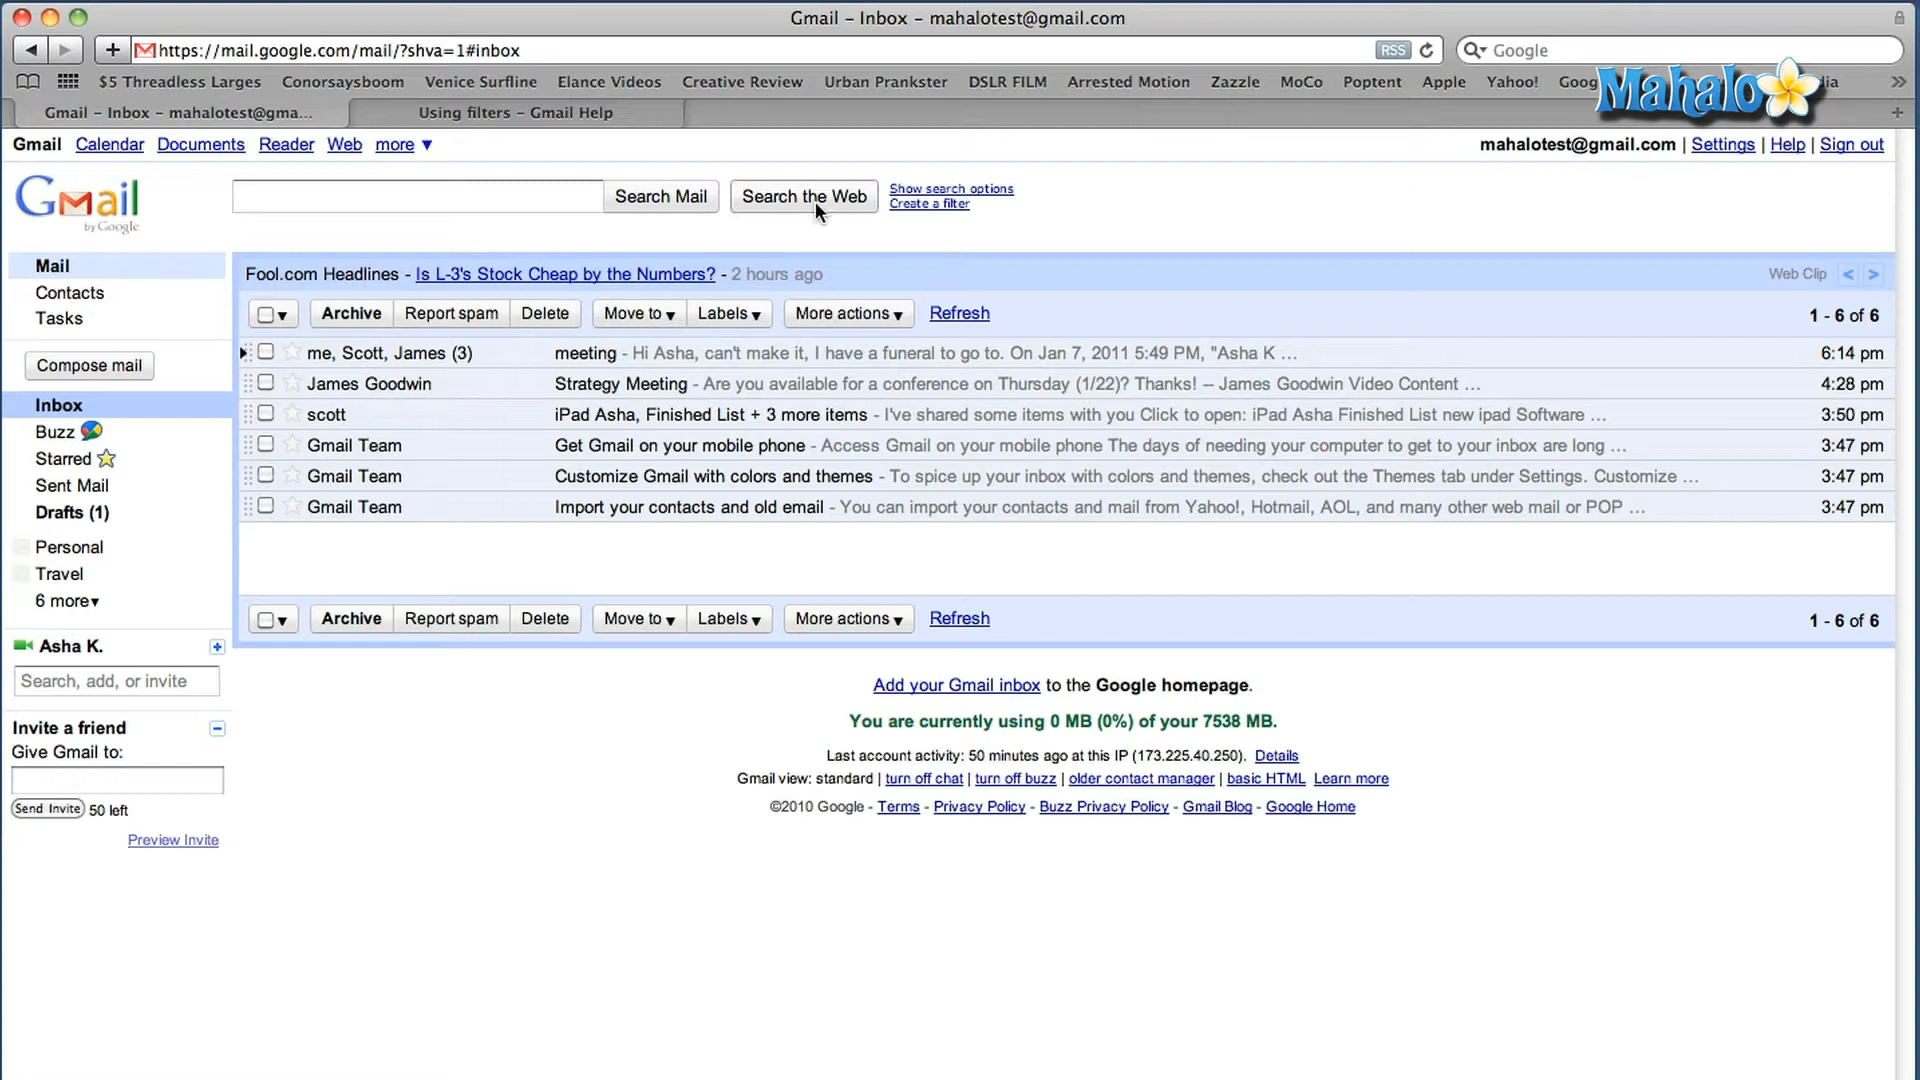 Gmail – Inbox – mahalotest@gmail.com
https://mail.google.com/mail/?shva=1#inbox RSS Google
$5 Threadless Larges Conorsaysboom Venice Surfline Elance Videos Creative Review Urban Prankster DSLR FILM Arrested Motion Zazzle MoCo Poptent Apple Yahoo!
Mahalo
Gmail – Inbox – mahalotest@gma... Using filters – Gmail Help
Gmail Calendar Documents Reader Web more ▼ mahalotest@gmail.com | Settings | Help | Sign out
Gmail
by Google
Search Mail Search the Web Show search options
Create a filter
Mail
Contacts
Tasks
Compose mail
Inbox
Buzz
Starred
Sent Mail
Drafts (1)
Personal
Travel
6 more▾
Asha K.
Search, add, or invite
Invite a friend
Give Gmail to:
Send Invite 50 left
Preview Invite
Fool.com Headlines - Is L-3's Stock Cheap by the Numbers? - 2 hours ago Web Clip < >
Archive Report spam Delete Move to ▾ Labels ▾ More actions ▾ Refresh 1 - 6 of 6
me, Scott, James (3) meeting - Hi Asha, can't make it, I have a funeral to go to. On Jan 7, 2011 5:49 PM, "Asha K ... 6:14 pm
James Goodwin Strategy Meeting - Are you available for a conference on Thursday (1/22)? Thanks! -- James Goodwin Video Content ... 4:28 pm
scott iPad Asha, Finished List + 3 more items - I've shared some items with you Click to open: iPad Asha Finished List new ipad Software ... 3:50 pm
Gmail Team Get Gmail on your mobile phone - Access Gmail on your mobile phone The days of needing your computer to get to your inbox are long ... 3:47 pm
Gmail Team Customize Gmail with colors and themes - To spice up your inbox with colors and themes, check out the Themes tab under Settings. Customize ... 3:47 pm
Gmail Team Import your contacts and old email - You can import your contacts and mail from Yahoo!, Hotmail, AOL, and many other web mail or POP ... 3:47 pm
Archive Report spam Delete Move to ▾ Labels ▾ More actions ▾ Refresh 1 - 6 of 6
Add your Gmail inbox to the Google homepage.
You are currently using 0 MB (0%) of your 7538 MB.
Last account activity: 50 minutes ago at this IP (173.225.40.250). Details
Gmail view: standard | turn off chat | turn off buzz | older contact manager | basic HTML Learn more
©2010 Google - Terms - Privacy Policy - Buzz Privacy Policy - Gmail Blog - Google Home